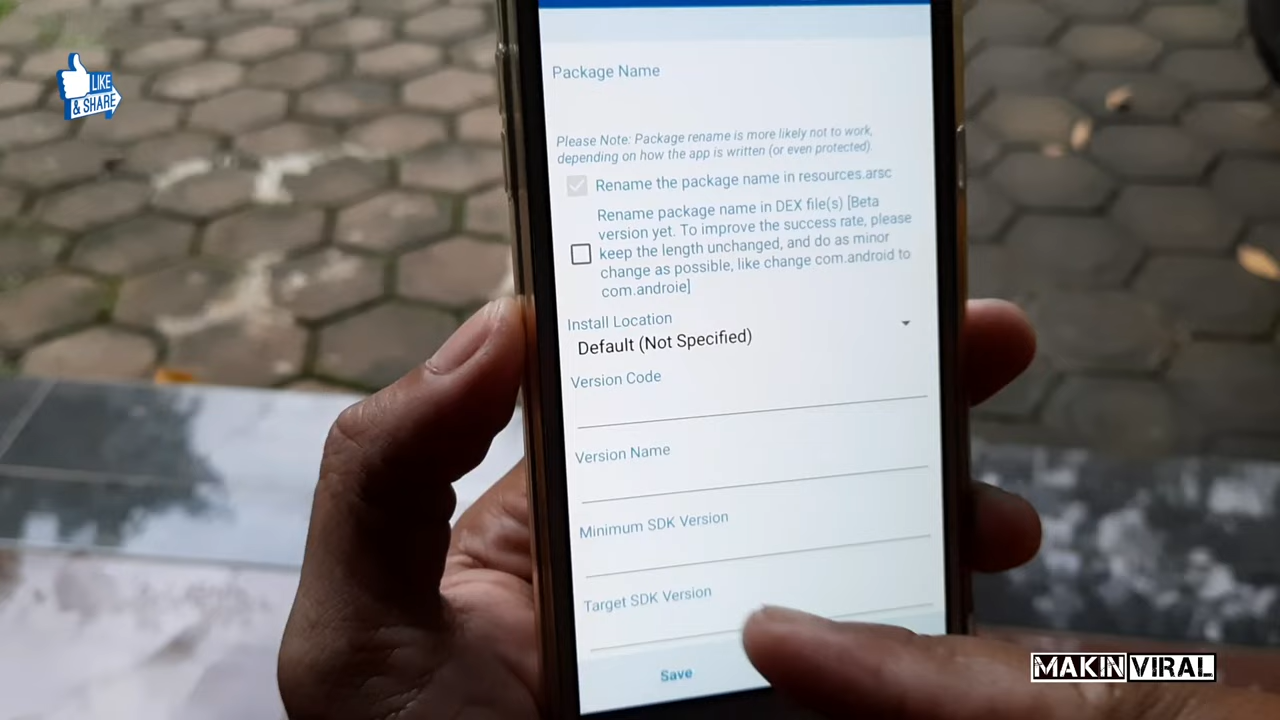 LIKE
& SHARE
Package Name
Please Note: Package rename is more likely not to work,
depending on how the app is written (or even protected).
Rename the package name in resources.arsc
Rename package name in DEX file(s) [Beta
version yet. To improve the success rate, please
keep the length unchanged, and do as minor
change as possible, like change com.android to
com.androie]
Install Location
Default (Not Specified)
Version Code
Version Name
Minimum SDK Version
Target SDK Version
Save
MAKIN VIRAL